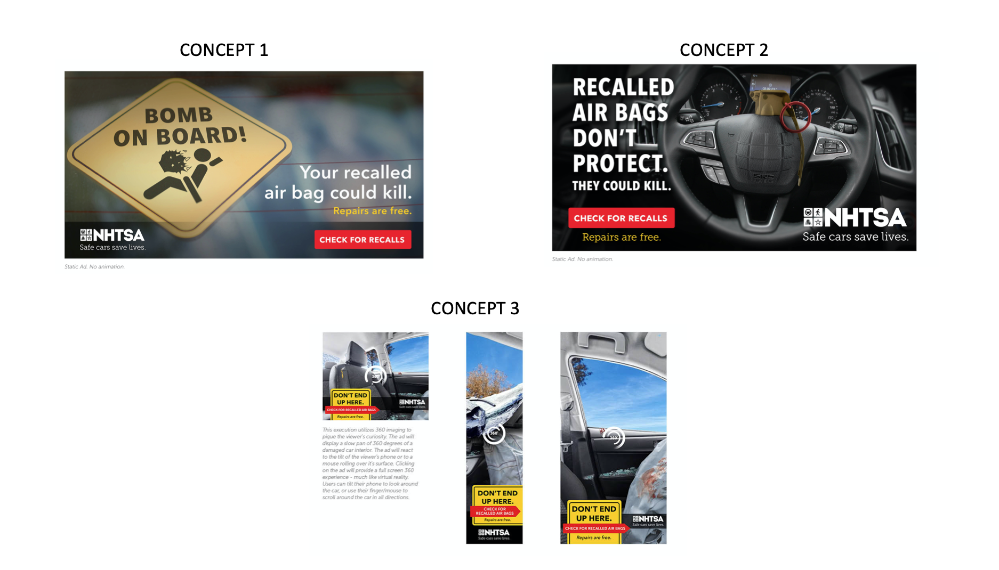 CONCEPT 1
BOMB
ON BOARD!
Your recalled
air bag could kill.
Repairs are free.
NHTSA
Safe cars save lives.
CHECK FOR RECALLS
Static Ad. No animation.
CONCEPT 2
RECALLED
AIR BAGS
DON'T
PROTECT.
THEY COULD KILL.
CHECK FOR RECALLS
Repairs are free.
SRS
NHTSA
Safe cars save lives.
Static Ad. No animation.
CONCEPT 3
360°
DON'T END
UP HERE.
CHECK FOR RECALLED AIR BAGS
Repairs are free.
NHTSA
Safe cars save lives.
This execution utilizes 360 imaging to
pique the viewer's curiosity. The ad will
display a slow pan of 360 degrees of a
damaged car interior. The ad will react
to the tilt of the viewer's phone or to a
mouse rolling over it's surface. Clicking
on the ad will provide a full screen 360
experience - much like virtual reality.
Users can tilt their phone to look around
the car, or use their finger/mouse to
scroll around the car in all directions.
360°
DON'T END
UP HERE.
CHECK FOR
RECALLED AIR BAGS
Repairs are free.
NHTSA
Safe cars save lives.
360°
DON'T END
UP HERE.
CHECK FOR RECALLED AIR BAGS
Repairs are free.
NHTSA
Safe cars save lives.